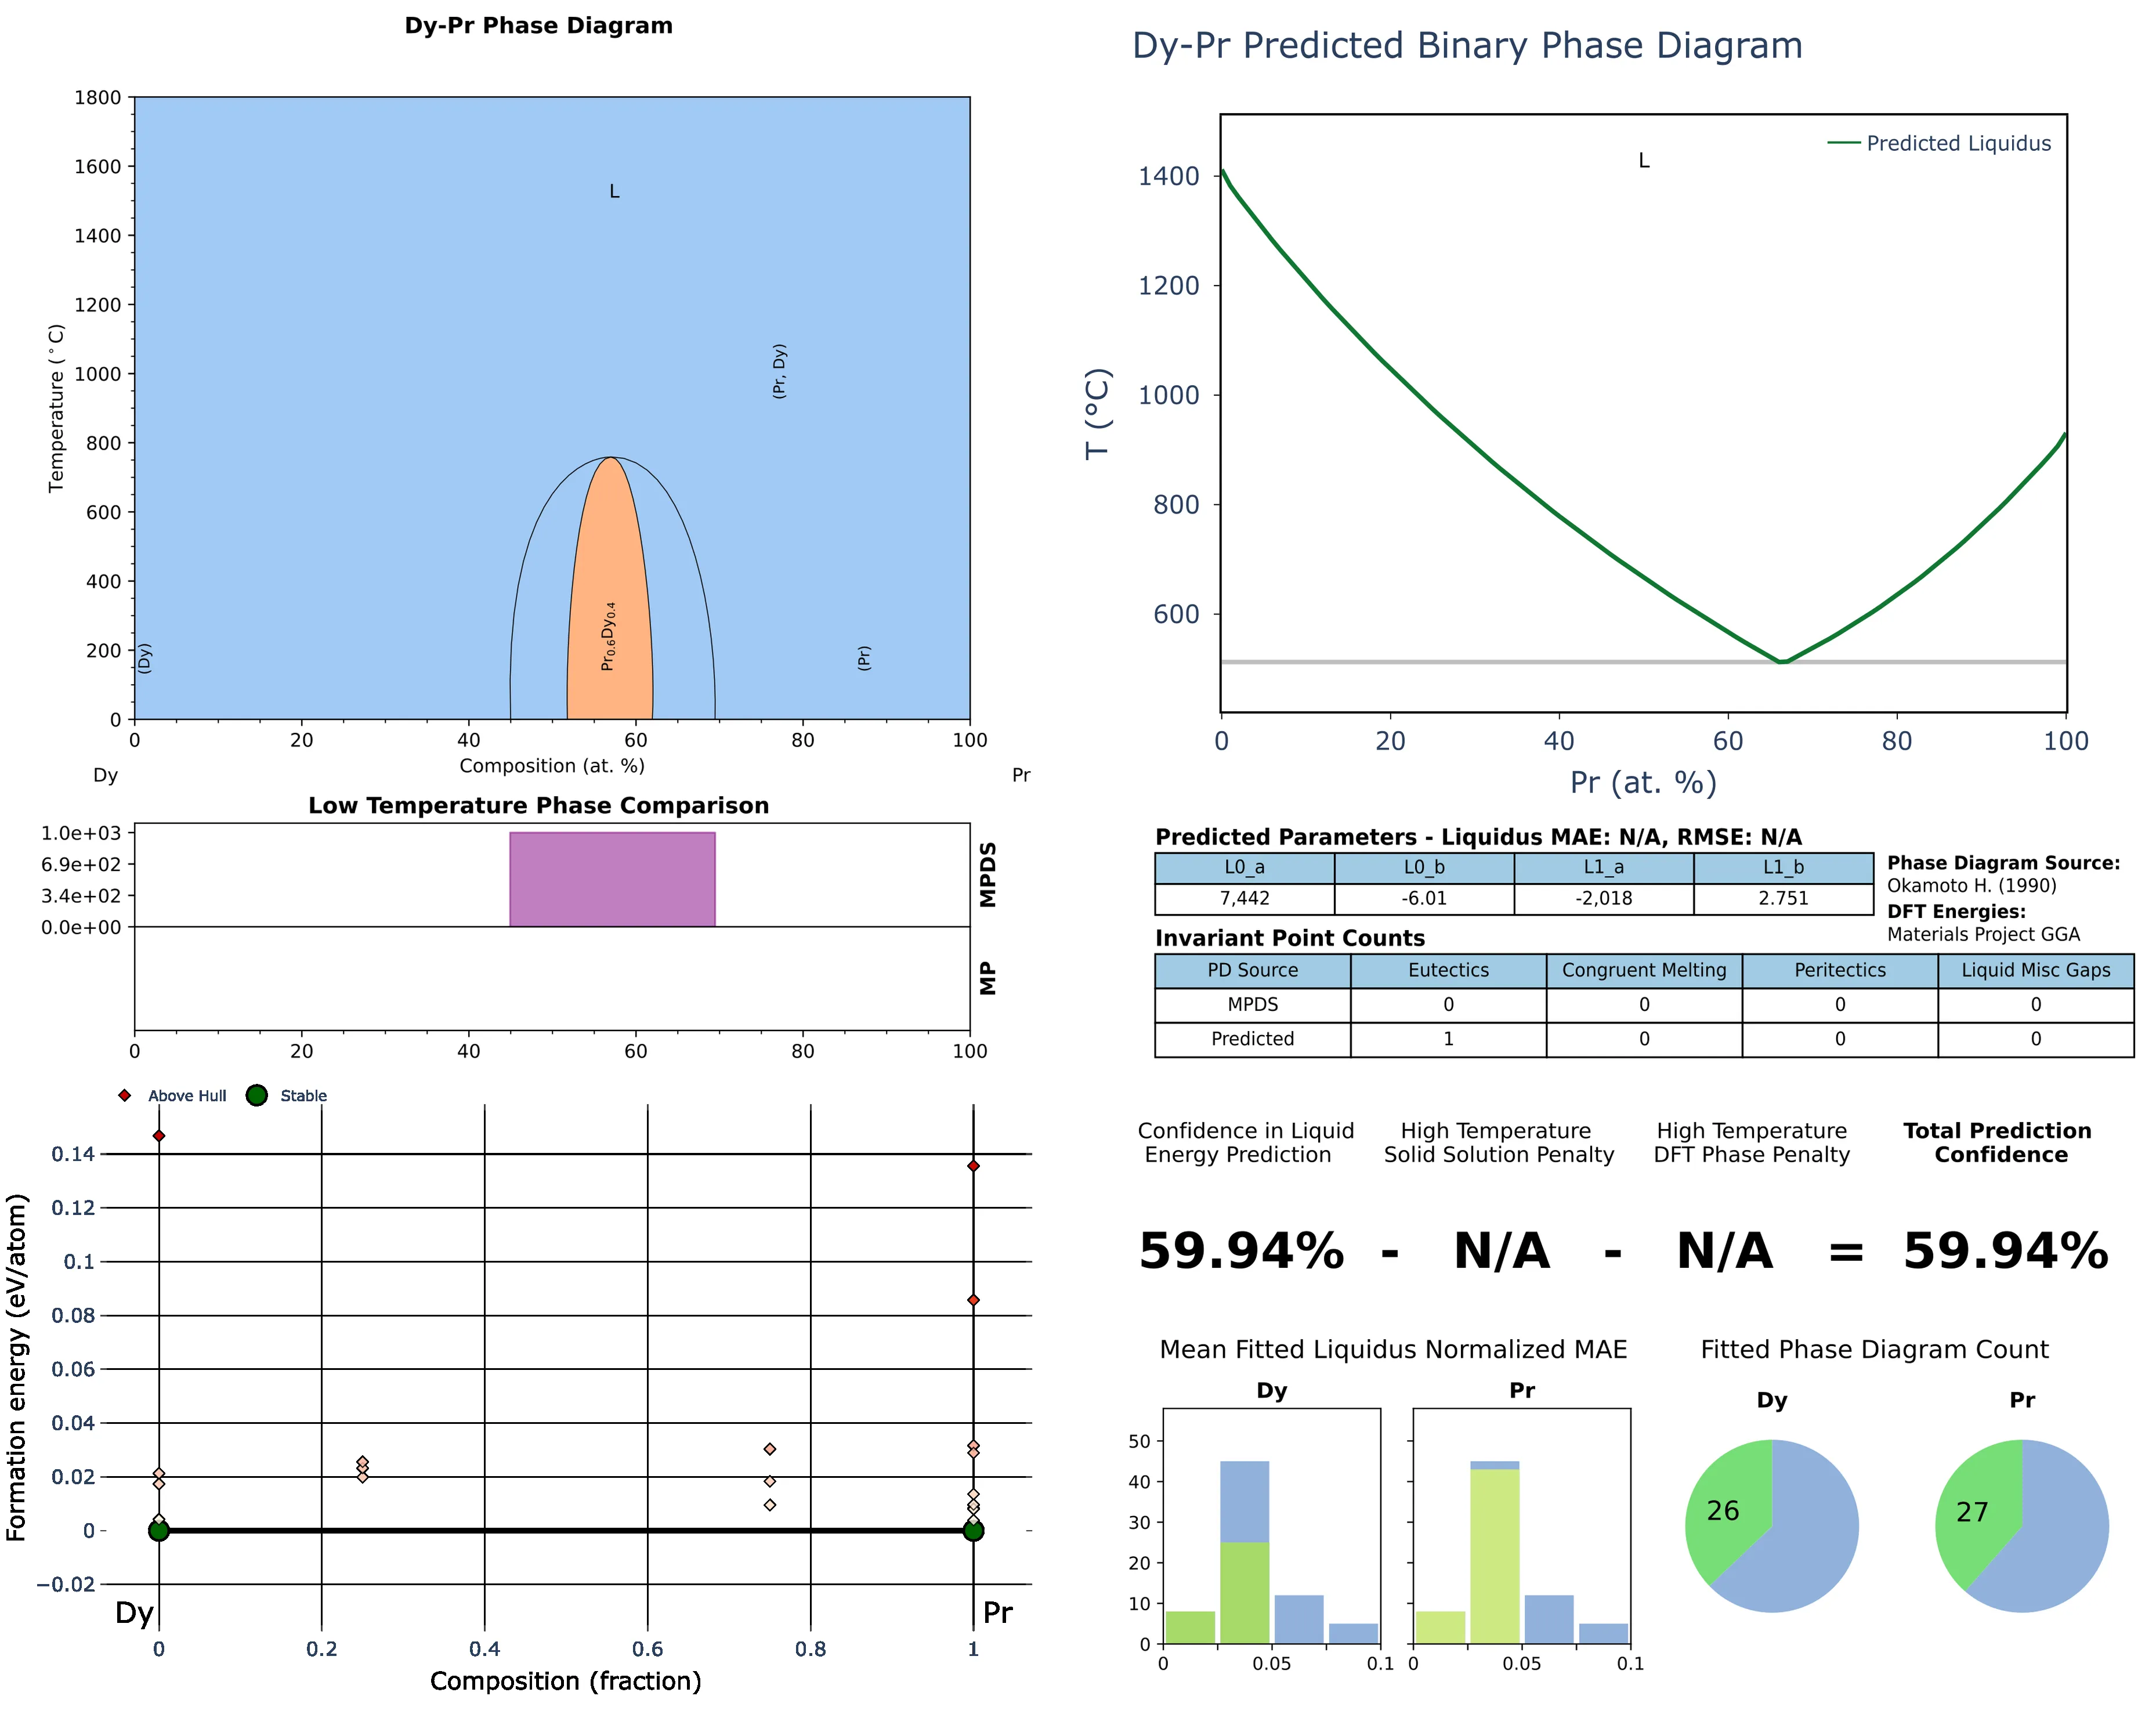 Dy-Pr Phase Diagram
1800
1600
1400
1200
1000
800
600
400
200
0
Temperature (°C)
L
(Pr, Dy)
Pr0.6Dy0.4
(Dy)
(Pr)
0 20 40 60 80 100
Composition (at. %)
Dy Pr
Low Temperature Phase Comparison
1.0e+03
6.9e+02
3.4e+02
0.0e+00
MPDS
MP
0 20 40 60 80 100
Above Hull Stable
0.14
0.12
0.1
0.08
0.06
0.04
0.02
0
−0.02
Formation energy (eV/atom)
Dy Pr
0 0.2 0.4 0.6 0.8 1
Composition (fraction)
Dy-Pr Predicted Binary Phase Diagram
L
Predicted Liquidus
1400
1200
1000
800
600
T (°C)
0 20 40 60 80 100
Pr (at. %)
Predicted Parameters - Liquidus MAE: N/A, RMSE: N/A
L0_a L0_b L1_a L1_b
7,442 -6.01 -2,018 2.751
Phase Diagram Source:
Okamoto H. (1990)
DFT Energies:
Materials Project GGA
Invariant Point Counts
PD Source Eutectics Congruent Melting Peritectics Liquid Misc Gaps
MPDS 0 0 0 0
Predicted 1 0 0 0
Confidence in Liquid
Energy Prediction
High Temperature
Solid Solution Penalty
High Temperature
DFT Phase Penalty
Total Prediction
Confidence
59.94% - N/A - N/A = 59.94%
Mean Fitted Liquidus Normalized MAE
Dy Pr
50
40
30
20
10
0
0 0.05 0.1 0 0.05 0.1
Fitted Phase Diagram Count
Dy Pr
26 27